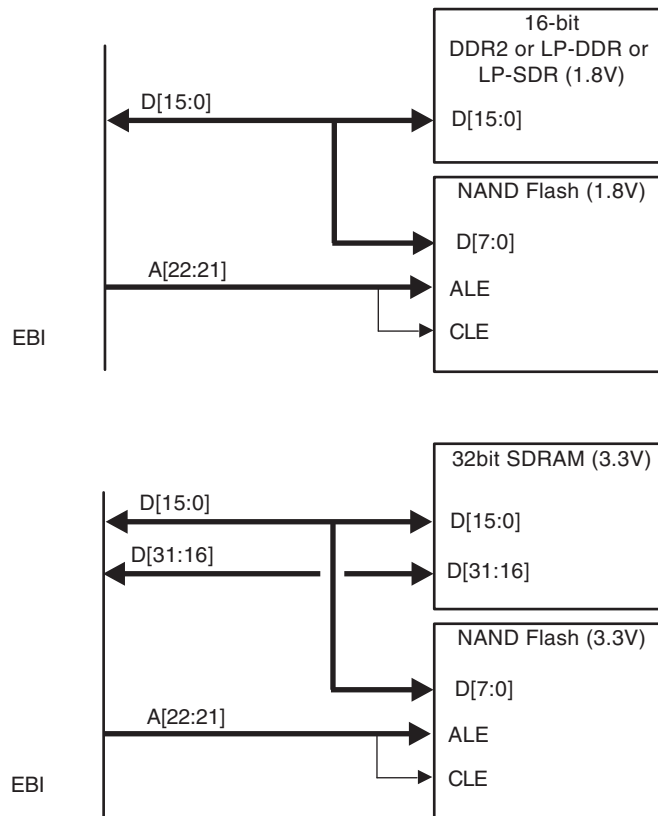 16-bit
DDR2 or LP-DDR or
LP-SDR (1.8V)
D[15:0]
D[15:0]
NAND Flash (1.8V)
D[7:0]
A[22:21]
ALE
EBI
CLE
32bit SDRAM (3.3V)
D[15:0]
D[15:0]
D[31:16]
D[31:16]
NAND Flash (3.3V)
D[7:0]
A[22:21]
ALE
EBI
CLE